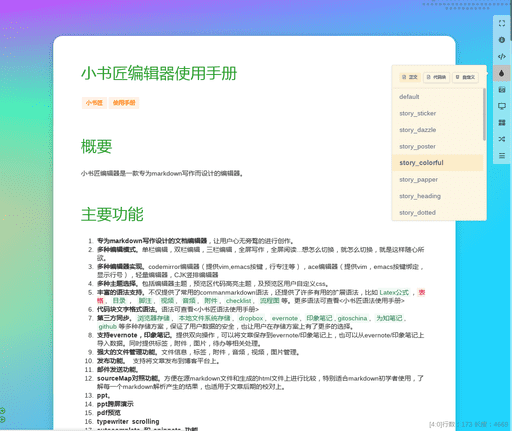 小书匠编辑器使用手册
小书匠 使用手册
概要
小书匠编辑器是一款专为markdown写作而设计的编辑器。
主要功能
1. 专为markdown写作设计的文档编辑器，让用户心无旁骛的进行创作。
2. 多种编辑模式。单栏编辑，双栏编辑，三栏编辑，全屏写作，全屏阅读...想怎么切换，就怎么切换，就是这样随心所
欲。
3. 多种编辑器实现。codemirror编辑器（提供vim,emacs按键，行号注等），ace编辑器（提供vim，emacs按键绑定，
显示行号），轻量编辑器，CJK竖排编辑器
4. 多种主题选择。包括编辑器主题，预览区代码高亮主题，及预览区用户自定义css。
5. 丰富的语法支持。不仅提供了常用的commanmarkdown语法，还提供了许多有用的扩展语法，比如 Latex公式，表
格，目录，脚注，视频，音频，附件，checklist，流程图 等。更多语法可查看<小书匠语法使用手册>
6. 代码块文字格式语法。语法可查看<小书匠语法使用手册>
7. 第三方同步。浏览器存储，本地文件系统存储，dropbox，evernote，印象笔记，gitoschina，为知笔记，
github 等多种存储方案，保证了用户数据的安全，也让用户在存储方案上有了更多的选择。
8. 支持evernote，印象笔记。提供双向操作，可以将文章保存到evernote/印象笔记上，也可以从evernote/印象笔记上
导入数据。同时提供标签，附件，图片，待办等相关处理。
9. 强大的文件管理功能。文件信息，标签，附件，音频，视频，图片管理。
10. 发布功能。支持将文章发布到博客平台上。
11. 邮件发送功能。
12. sourceMap对照功能。方便在源markdown文件和生成的html文件上进行比较，特别适合markdown初学者使用，了
解每一个markdown解析产生的结果，也适用于文章后期的校对上。
13. ppt。
14. ppt跨屏演示
15. pdf预览
16. typewriter scrolling
正文 代码块 自定义
default
story_sticker
story_dazzle
story_poster
story_colorful
story_papper
story_heading
story_dotted